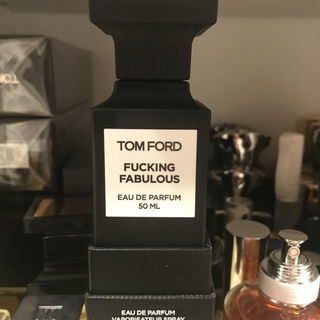 TOM FORD
FUCKING
FABULOUS
EAU DE PARFUM
50 ML
EAU DE PARFUM
VAPORISATEUR SPRAY